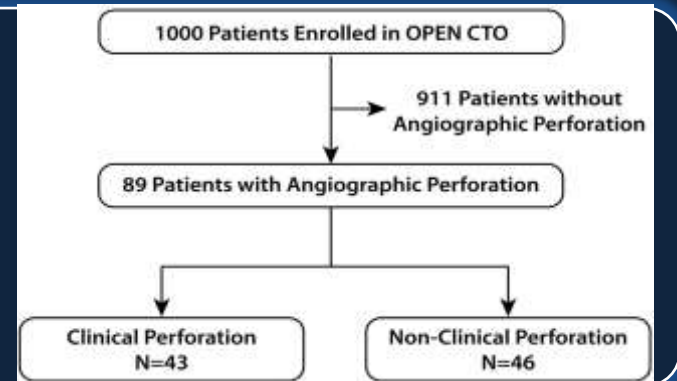 1000 Patients Enrolled in OPEN CTO
911 Patients without
Angiographic Perforation
89 Patients with Angiographic Perforation
Clinical Perforation
N=43
Non-Clinical Perforation
N=46